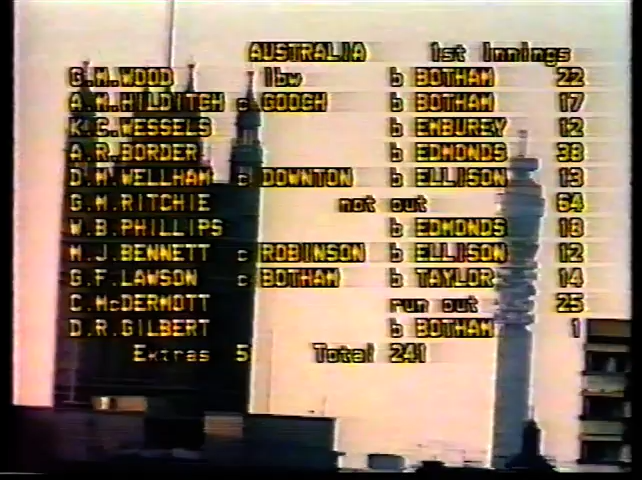 AUSTRALIA 1st Innings
G.M.WOOD lbw b BOTHAM 22
A.M.HILDITCH c GOOCH b BOTHAM 17
K.C.WESSELS b EMBUREY 12
A.R.BORDER b EDMONDS 38
D.M.WELLHAM c DOWNTON b ELLISON 13
G.M.RITCHIE not out 64
W.B.PHILLIPS b EDMONDS 18
M.J.BENNETT c ROBINSON b ELLISON 12
G.F.LAWSON c BOTHAM b TAYLOR 14
C.McDERMOTT run out 25
D.R.GILBERT b BOTHAM 1
Extras 5 Total 241